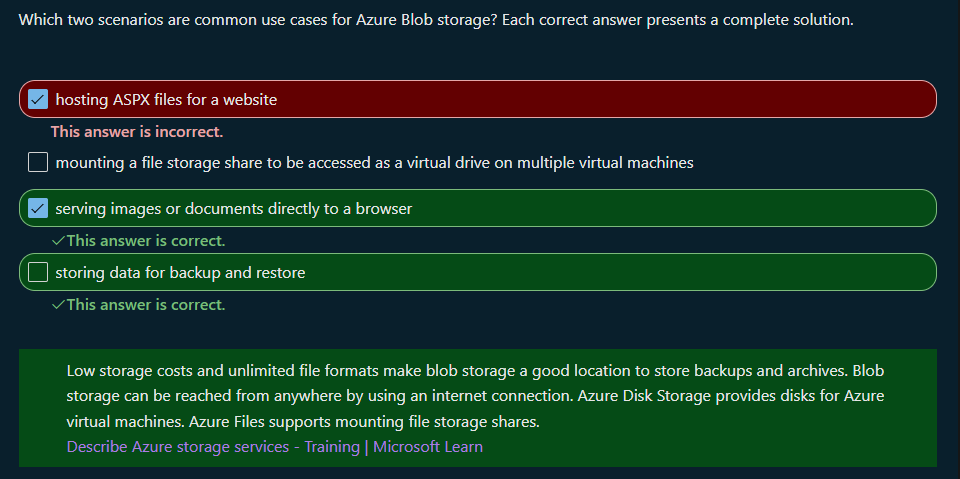 Which two scenarios are common use cases for Azure Blob storage? Each correct answer presents a complete solution.
hosting ASPX files for a website
This answer is incorrect.
mounting a file storage share to be accessed as a virtual drive on multiple virtual machines
serving images or documents directly to a browser
✓This answer is correct.
storing data for backup and restore
✓This answer is correct.
Low storage costs and unlimited file formats make blob storage a good location to store backups and archives. Blob
storage can be reached from anywhere by using an internet connection. Azure Disk Storage provides disks for Azure
virtual machines. Azure Files supports mounting file storage shares.
Describe Azure storage services - Training | Microsoft Learn